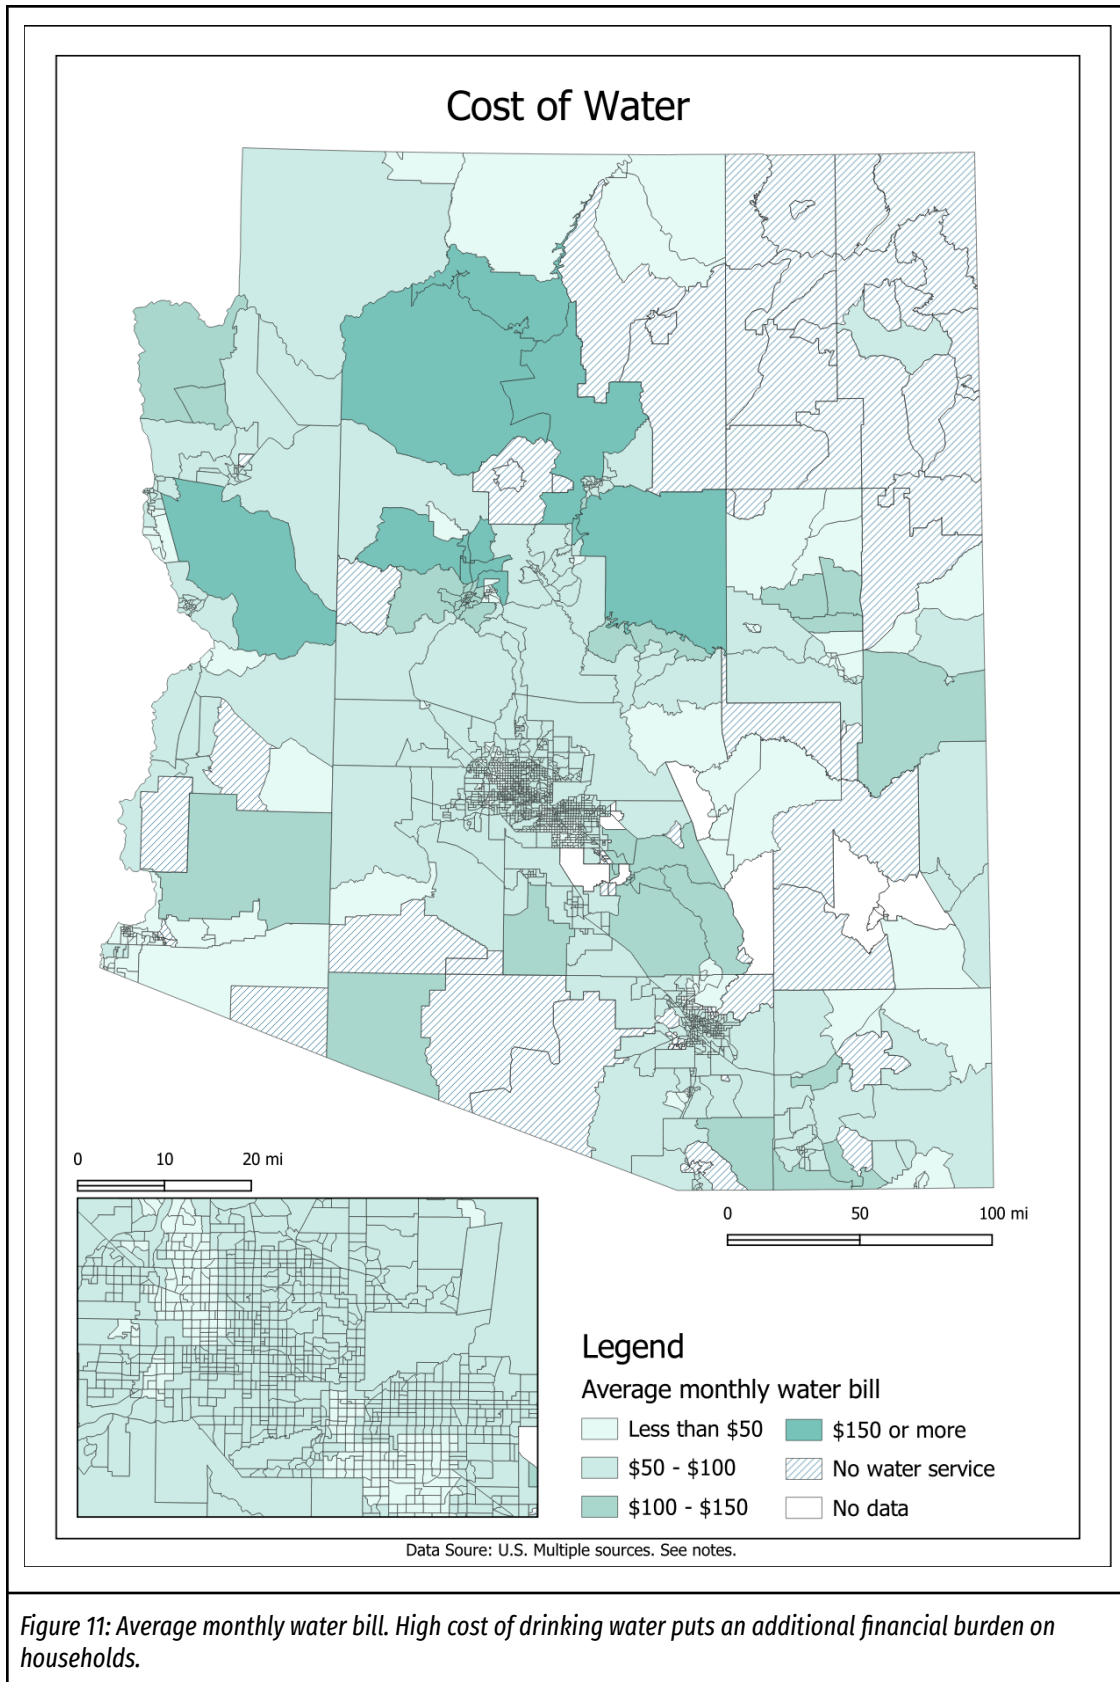 Cost of Water
0 10 20 mi
0 50 100 mi
Legend
Average monthly water bill
Less than $50
$50 - $100
$100 - $150
$150 or more
No water service
No data
Data Soure: U.S. Multiple sources. See notes.
Figure 11: Average monthly water bill. High cost of drinking water puts an additional financial burden on
households.